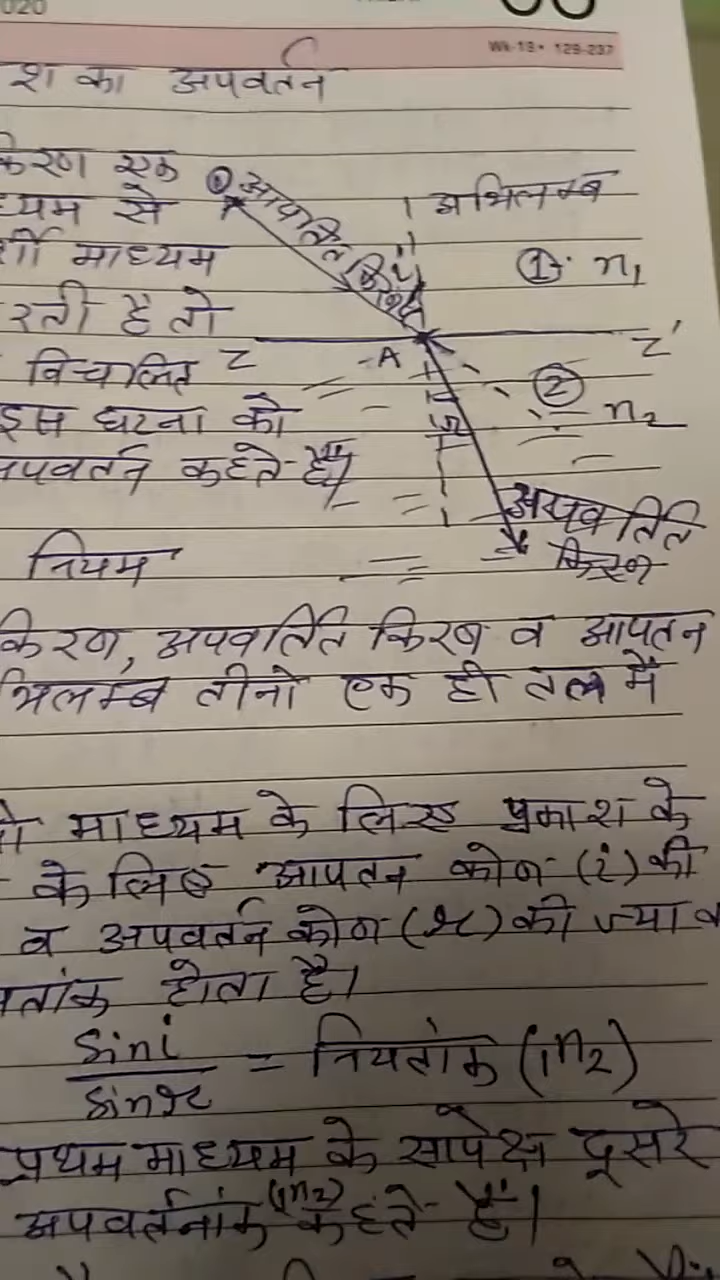 020
Wk-19 • 129-237
श का अपवर्तन
किरण एक
ध्यम से
र्शी माध्यम
रती है तो
विचलित
इस घटना को
अपवर्तन कहते हैं।
आपतित किरण
अभिलम्ब
i
① n₁
Z
A
Z'
② n₂
r
अपवर्तित
किरण
नियम
किरण, अपवर्तित किरण व आपतन
भिलम्ब तीनो एक ही तल में
माध्यम के लिए प्रकाश के
के लिए आपतन कोण (i) की
व अपवर्तन कोण (r) की ज्या व
यतांक होता है।
sin i / sin r = नियतांक (₁n₂)
प्रथम माध्यम के सापेक्ष दूसरे
अपवर्तनांक (₁n₂) कहते हैं।